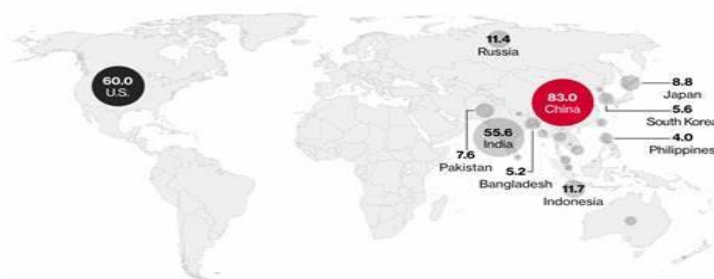 11.4
Russia
60.0
U.S.
8.8
Japan
83.0
China
5.6
South Korea
55.6
India
4.0
Philippines
7.6
Pakistan
5.2
Bangladesh
11.7
Indonesia